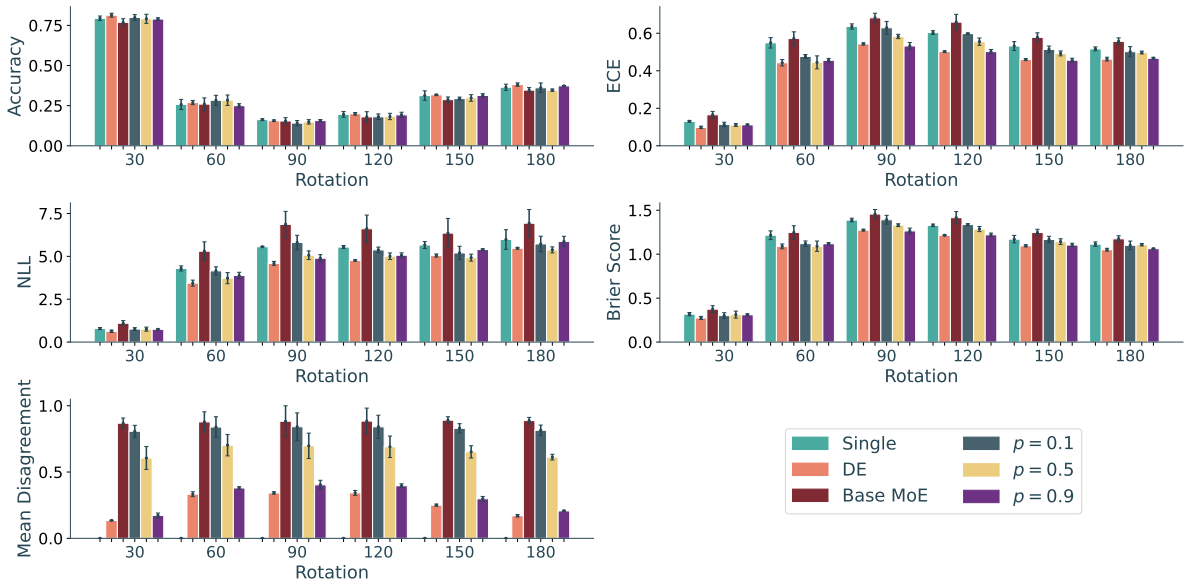 Accuracy
0.75
0.50
0.25
0.00
30 60 90 120 150 180
Rotation
ECE
0.6
0.4
0.2
0.0
30 60 90 120 150 180
Rotation
NLL
7.5
5.0
2.5
0.0
30 60 90 120 150 180
Rotation
Brier Score
1.5
1.0
0.5
0.0
30 60 90 120 150 180
Rotation
Mean Disagreement
1.0
0.5
0.0
30 60 90 120 150 180
Rotation
Single
DE
Base MoE
p = 0.1
p = 0.5
p = 0.9